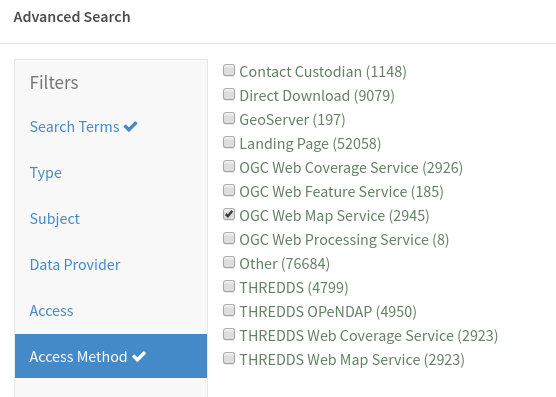 Advanced Search
Filters
Search Terms
Type
Subject
Data Provider
Access
Access Method
Contact Custodian (1148)
Direct Download (9079)
GeoServer (197)
Landing Page (52058)
OGC Web Coverage Service (2926)
OGC Web Feature Service (185)
OGC Web Map Service (2945)
OGC Web Processing Service (8)
Other (76684)
THREDDS (4799)
THREDDS OPeNDAP (4950)
THREDDS Web Coverage Service (2923)
THREDDS Web Map Service (2923)